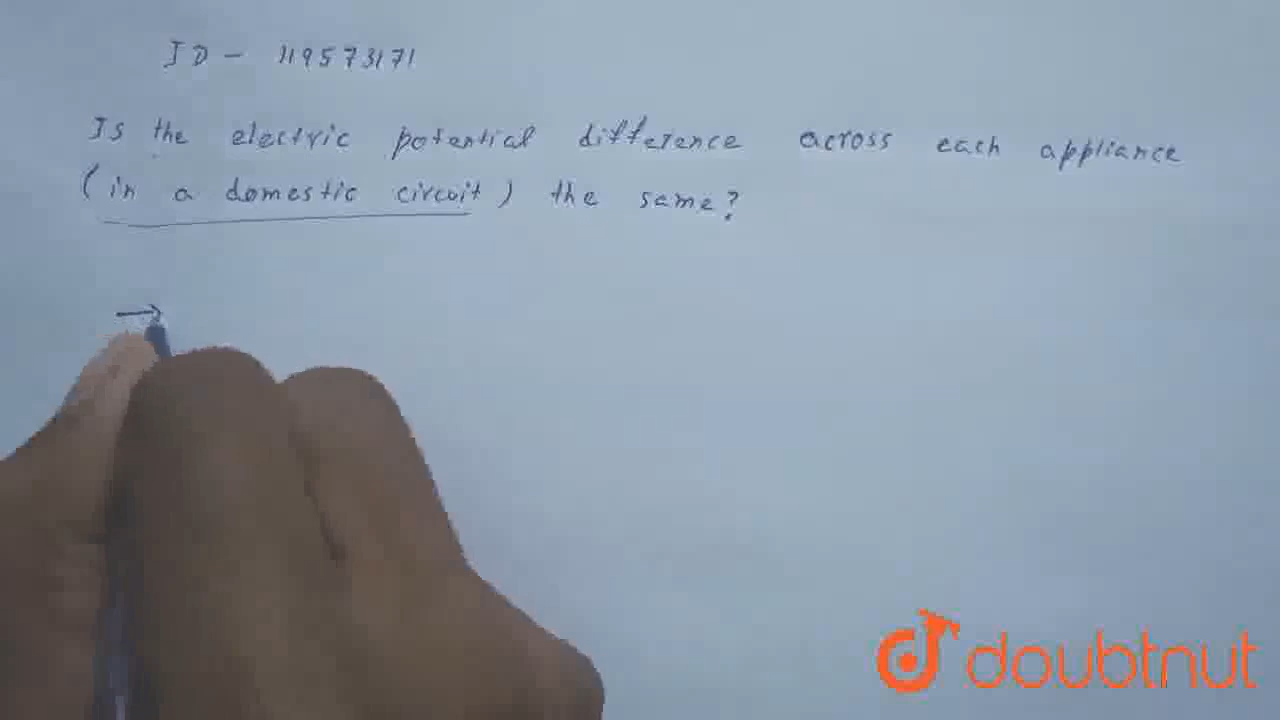 ID - 119573171
Is the electric potential difference across each appliance
(in a domestic circuit) the same?
doubtnut